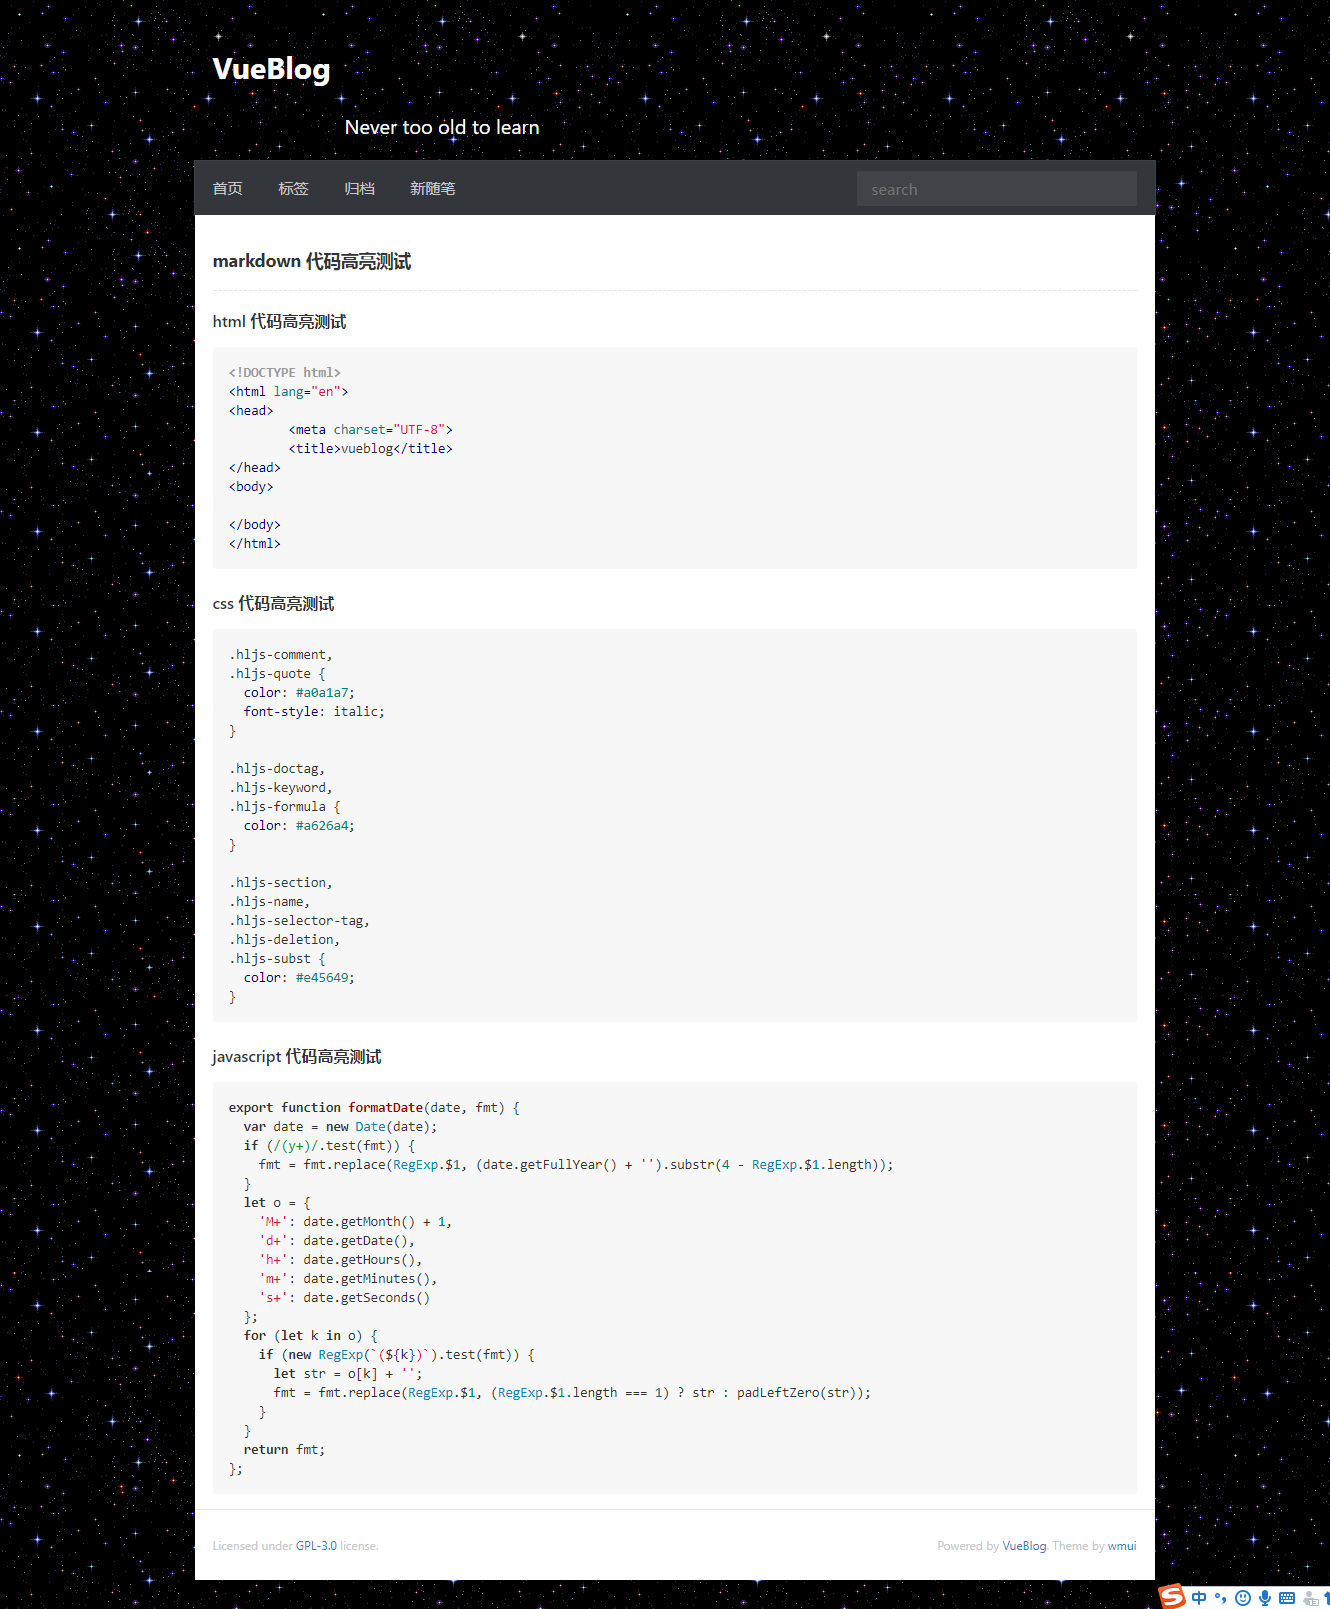 VueBlog
Never too old to learn
首页 标签 归档 新随笔 search
markdown 代码高亮测试
html 代码高亮测试
<!DOCTYPE html>
<html lang="en">
<head>
        <meta charset="UTF-8">
        <title>vueblog</title>
</head>
<body>

</body>
</html>
css 代码高亮测试
.hljs-comment,
.hljs-quote {
  color: #a0a1a7;
  font-style: italic;
}

.hljs-doctag,
.hljs-keyword,
.hljs-formula {
  color: #a626a4;
}

.hljs-section,
.hljs-name,
.hljs-selector-tag,
.hljs-deletion,
.hljs-subst {
  color: #e45649;
}
javascript 代码高亮测试
export function formatDate(date, fmt) {
  var date = new Date(date);
  if (/(y+)/.test(fmt)) {
    fmt = fmt.replace(RegExp.$1, (date.getFullYear() + '').substr(4 - RegExp.$1.length));
  }
  let o = {
    'M+': date.getMonth() + 1,
    'd+': date.getDate(),
    'h+': date.getHours(),
    'm+': date.getMinutes(),
    's+': date.getSeconds()
  };
  for (let k in o) {
    if (new RegExp(`(${k})`).test(fmt)) {
      let str = o[k] + '';
      fmt = fmt.replace(RegExp.$1, (RegExp.$1.length === 1) ? str : padLeftZero(str));
    }
  }
  return fmt;
};
Licensed under GPL-3.0 license. Powered by VueBlog. Theme by wmui
S 中 °,